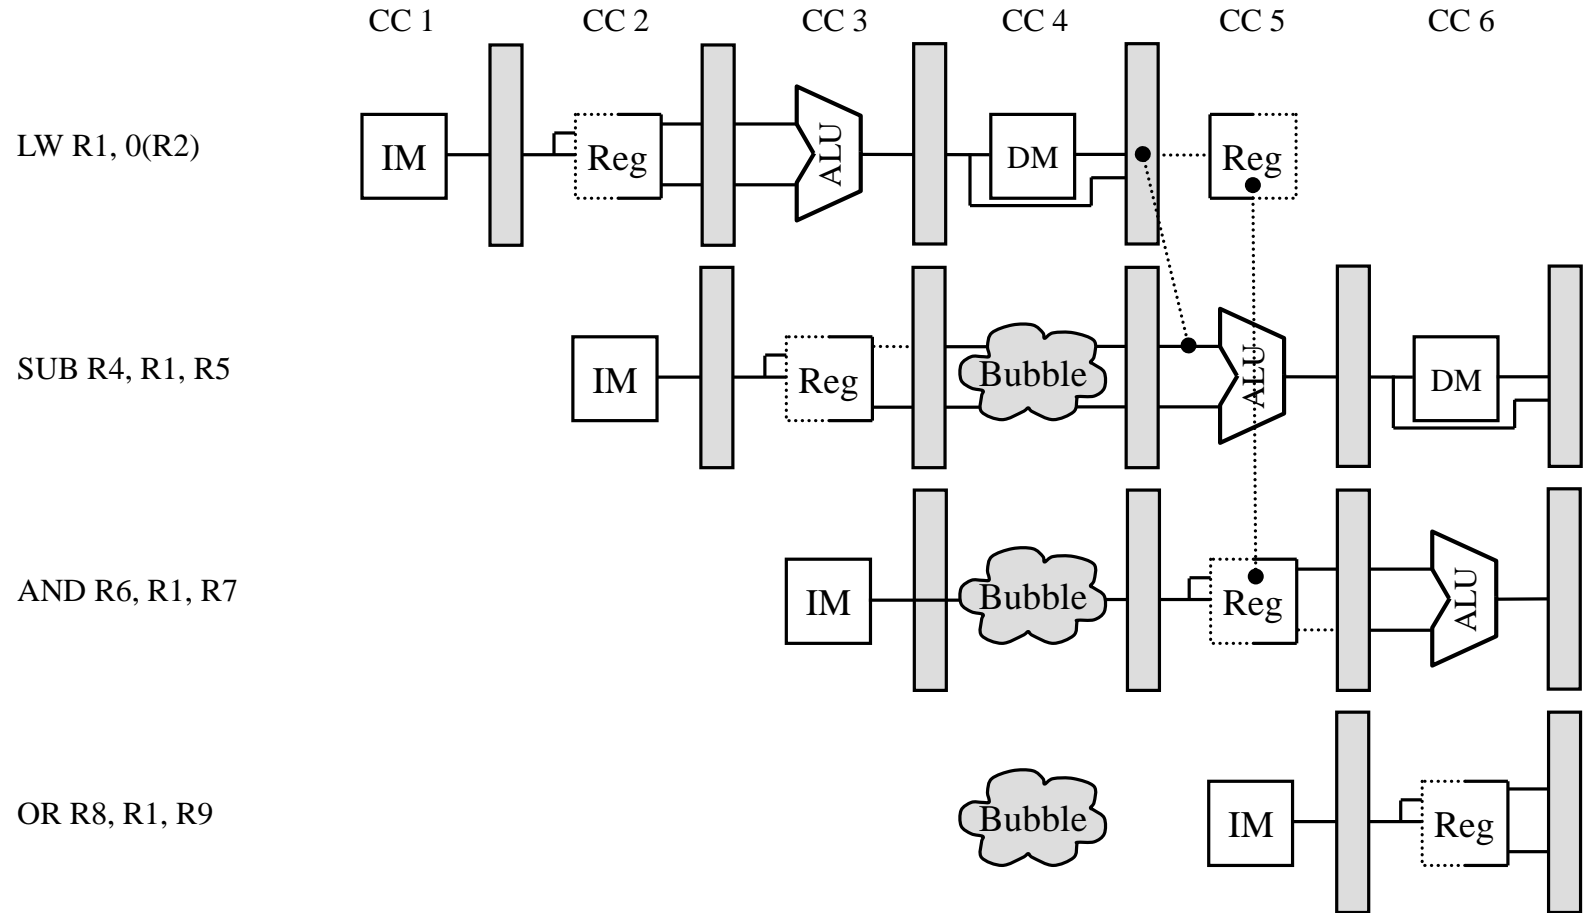 CC 1 CC 2 CC 3 CC 4 CC 5 CC 6
LW R1, 0(R2) IM Reg ALU DM Reg
SUB R4, R1, R5 IM Reg Bubble ALU DM
AND R6, R1, R7 IM Bubble Reg ALU
OR R8, R1, R9 Bubble IM Reg